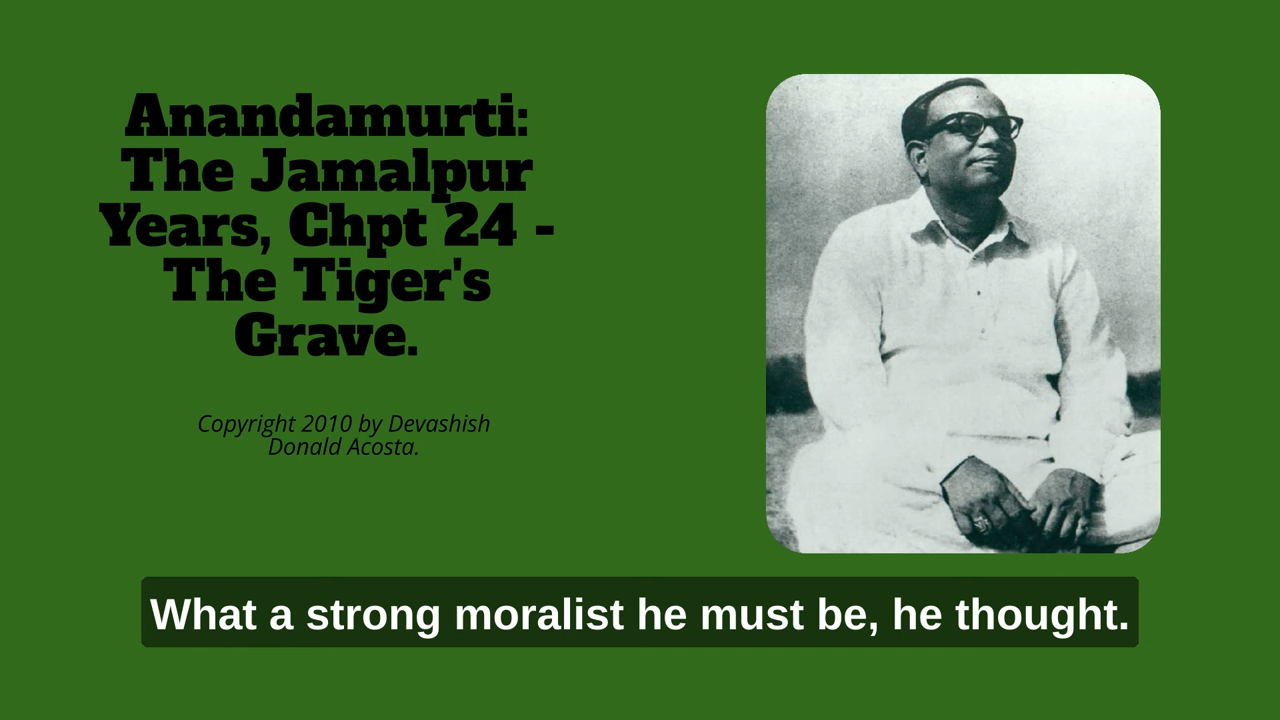 Anandamurti:
The Jamalpur
Years, Chpt 24 -
The Tiger's
Grave.
Copyright 2010 by Devashish
Donald Acosta.
What a strong moralist he must be, he thought.